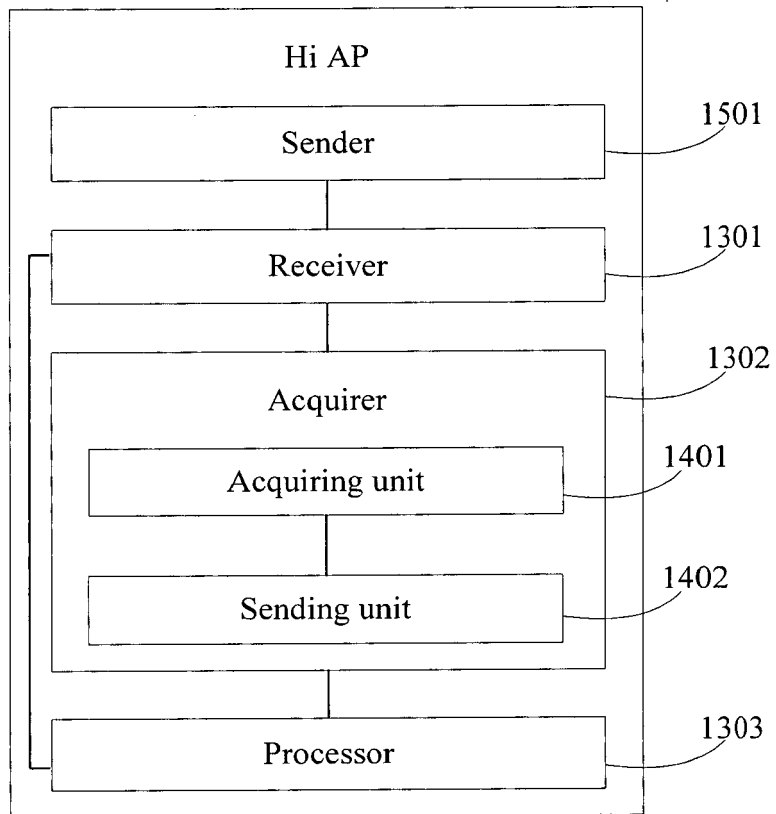 Hi AP
Sender
1501
Receiver
1301
Acquirer
1302
Acquiring unit
1401
Sending unit
1402
Processor
1303